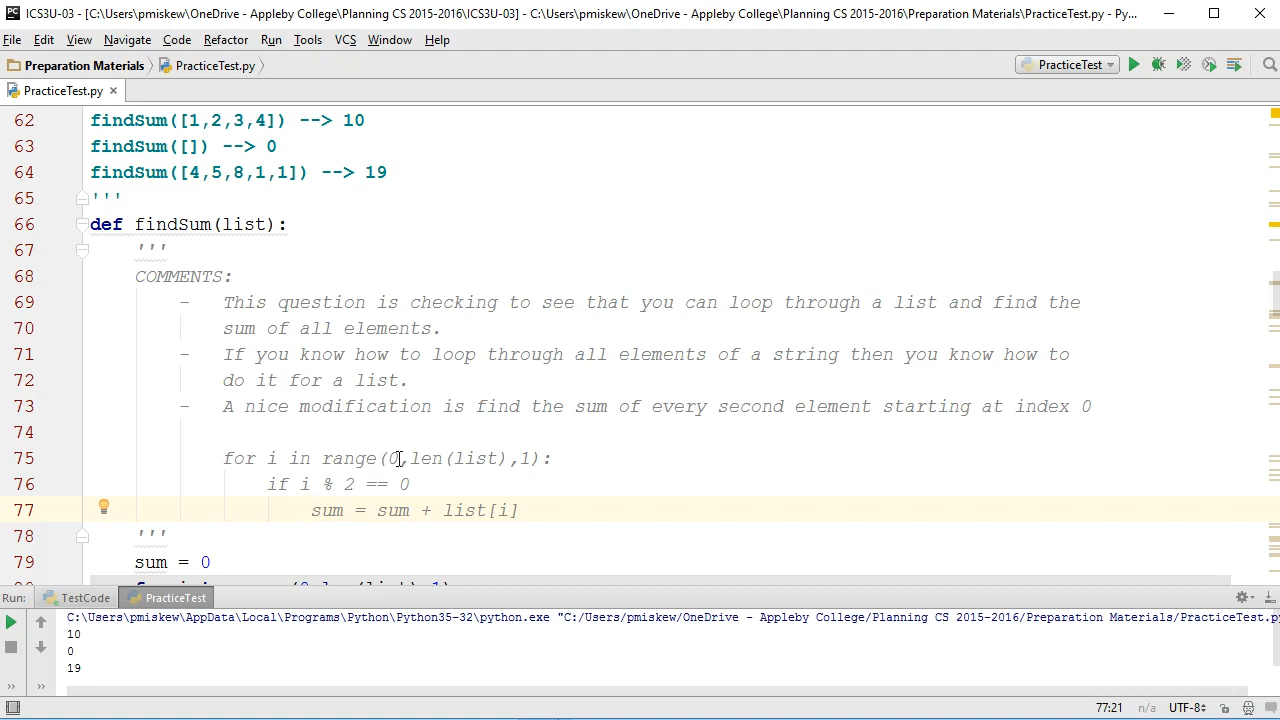 ICS3U-03 - [C:\Users\pmiskew\OneDrive - Appleby College\Planning CS 2015-2016\ICS3U-03] - C:\Users\pmiskew\OneDrive - Appleby College\Planning CS 2015-2016\Preparation Materials\PracticeTest.py - Py...
File Edit View Navigate Code Refactor Run Tools VCS Window Help
Preparation Materials PracticeTest.py PracticeTest
PracticeTest.py
62 findSum([1,2,3,4]) --> 10
63 findSum([]) --> 0
64 findSum([4,5,8,1,1]) --> 19
65 '''
66 def findSum(list):
67 '''
68 COMMENTS:
69 - This question is checking to see that you can loop through a list and find the
70 sum of all elements.
71 - If you know how to loop through all elements of a string then you know how to
72 do it for a list.
73 - A nice modification is find the sum of every second element starting at index 0
74
75 for i in range(0,len(list),1):
76 if i % 2 == 0
77 sum = sum + list[i]
78 '''
79 sum = 0
Run: TestCode PracticeTest
C:\Users\pmiskew\AppData\Local\Programs\Python\Python35-32\python.exe "C:/Users/pmiskew/OneDrive - Appleby College/Planning CS 2015-2016/Preparation Materials/PracticeTest.py
10
0
19
77:21 n/a UTF-8